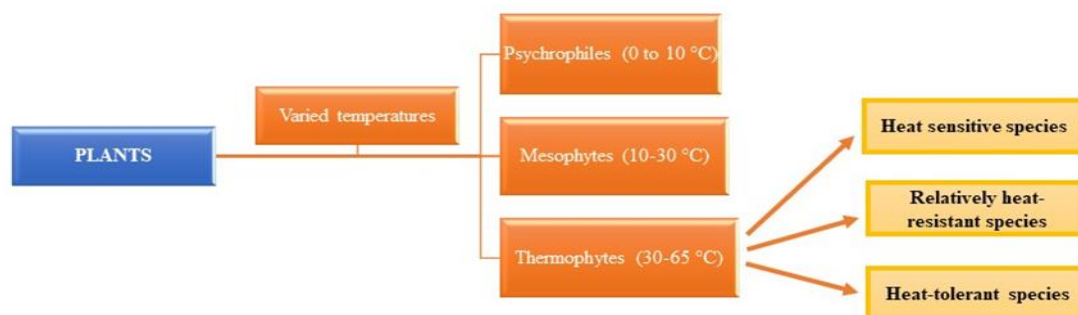 PLANTS
Varied temperatures
Psychrophiles (0 to 10 °C)
Mesophytes (10-30 °C)
Thermophytes (30-65 °C)
Heat sensitive species
Relatively heat-
resistant species
Heat-tolerant species